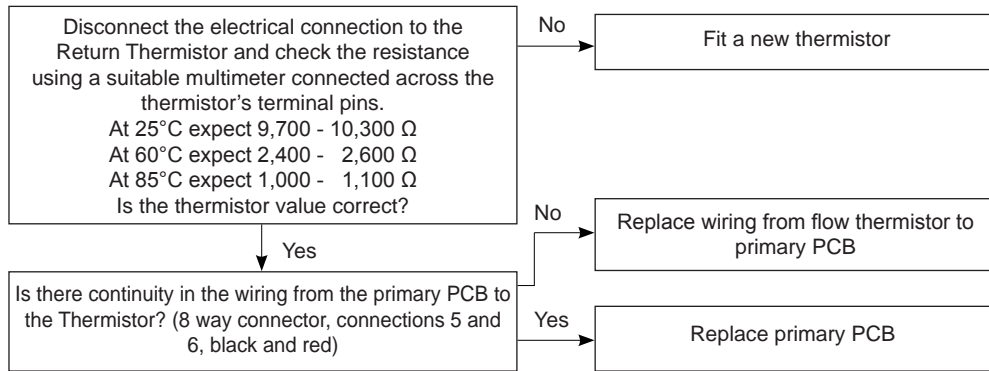 Disconnect the electrical connection to the
Return Thermistor and check the resistance
using a suitable multimeter connected across the
thermistor's terminal pins.
At 25°C expect 9,700 - 10,300 Ω
At 60°C expect 2,400 - 2,600 Ω
At 85°C expect 1,000 - 1,100 Ω
Is the thermistor value correct?
No
Fit a new thermistor
Yes
Is there continuity in the wiring from the primary PCB to
the Thermistor? (8 way connector, connections 5 and
6, black and red)
No
Replace wiring from flow thermistor to
primary PCB
Yes
Replace primary PCB